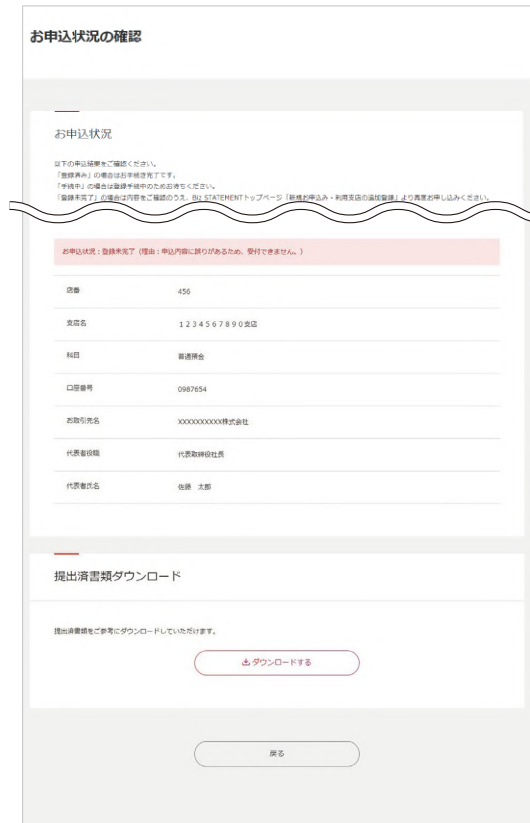 お申込状況の確認
お申込状況
以下の申込結果をご確認ください。
「登録済み」の場合はお手続き完了です。
「手続中」の場合は登録手続中のためお待ちください。
「登録未完了」の場合は内容をご確認のうえ、Biz STATEMENTトップページ「新規お申込み・利用支店の追加登録」より再度お申し込みください。
お申込状況：登録未完了（理由：申込内容に誤りがあるため、受付できません。）
店番 456
支店名 １２３４５６７８９０支店
科目 普通預金
口座番号 0987654
お取引先名 XXXXXXXXXX株式会社
代表者役職 代表取締役社長
代表者氏名 佐藤　太郎
提出済書類ダウンロード
提出済書類をご参考にダウンロードしていただけます。
ダウンロードする
戻る